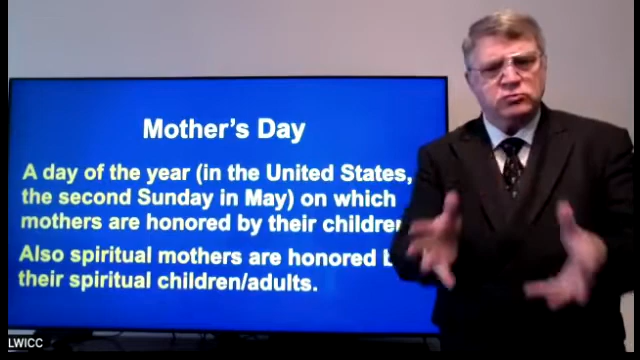 Mother's Day
A day of the year (in the United States,
the second Sunday in May) on which
mothers are honored by their children
Also spiritual mothers are honored
their spiritual children/adults.
LWICC